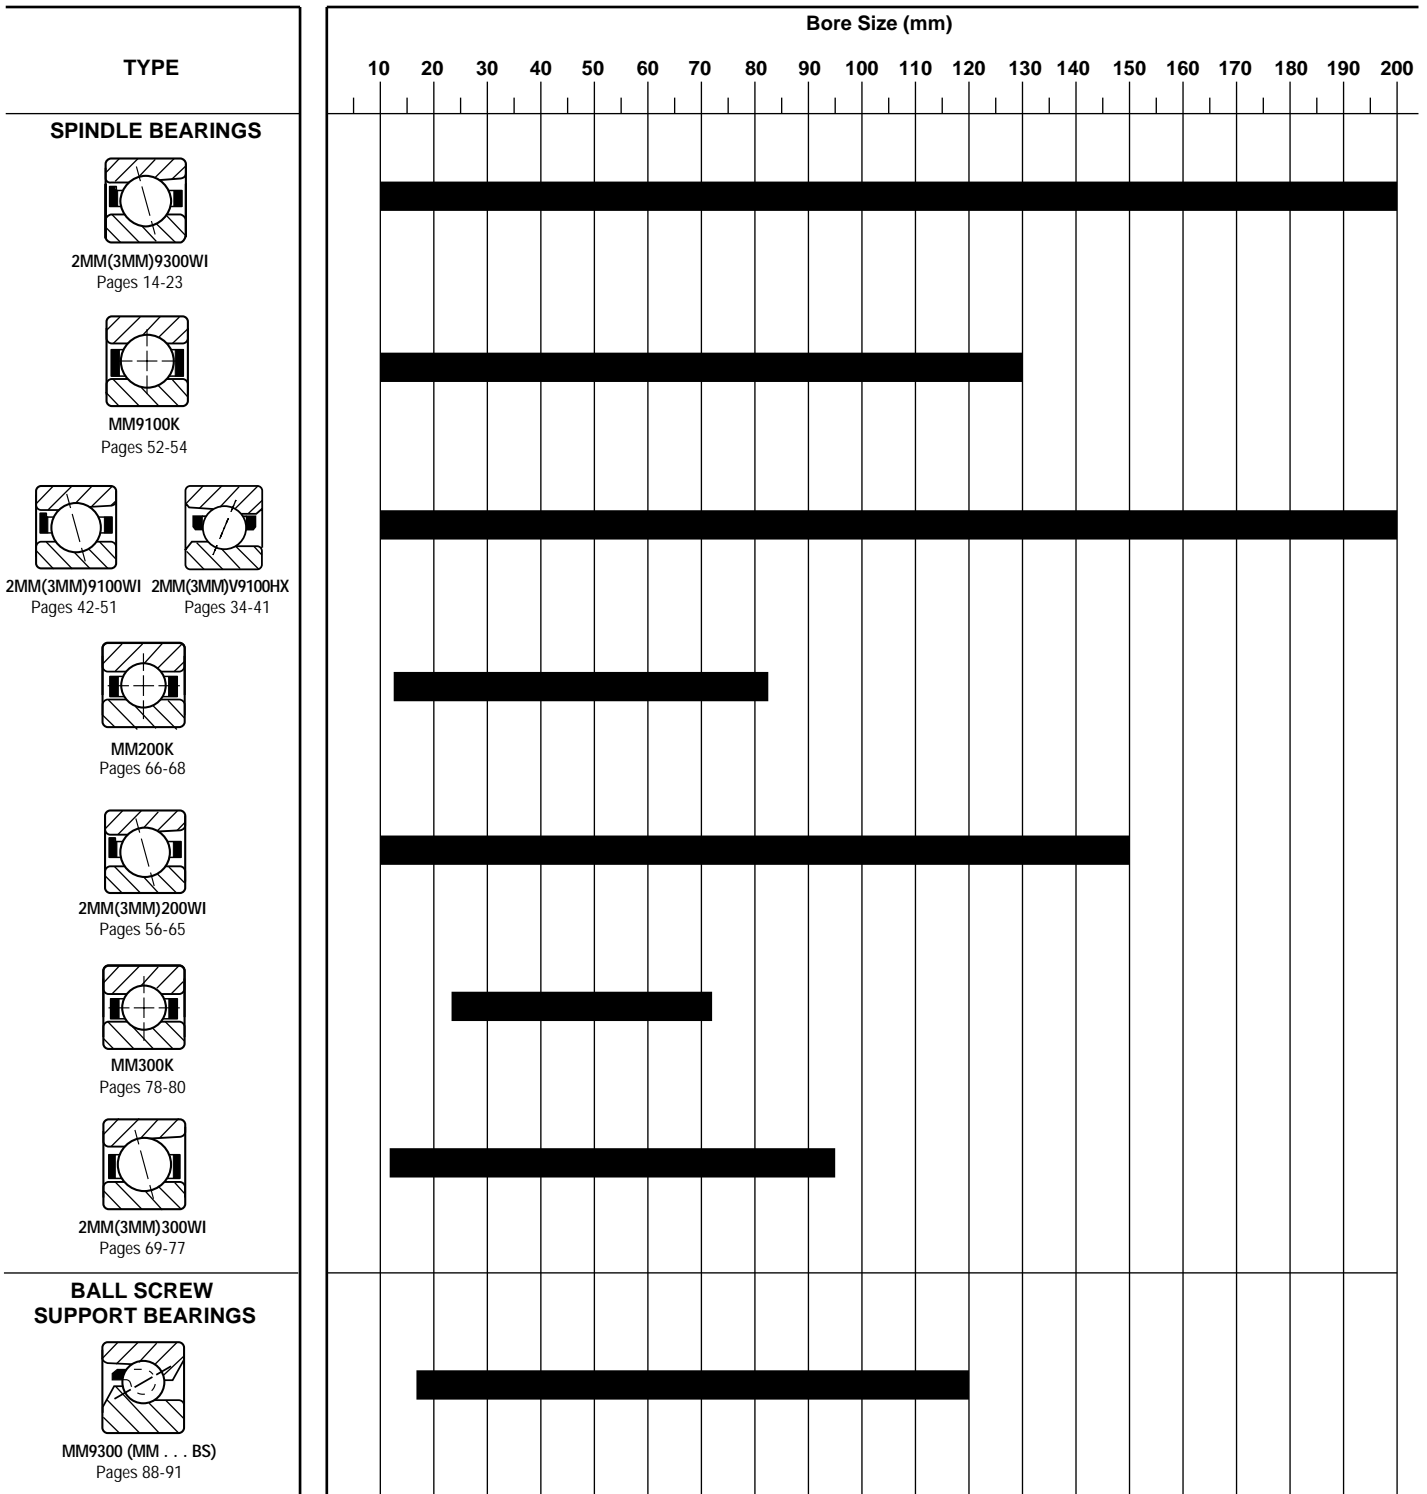 Bore Size (mm)
TYPE
10 20 30 40 50 60 70 80 90 100 110 120 130 140 150 160 170 180 190 200
SPINDLE BEARINGS
2MM(3MM)9300WI
Pages 14-23
MM9100K
Pages 52-54
2MM(3MM)9100WI 2MM(3MM)V9100HX
Pages 42-51 Pages 34-41
MM200K
Pages 66-68
2MM(3MM)200WI
Pages 56-65
MM300K
Pages 78-80
2MM(3MM)300WI
Pages 69-77
BALL SCREW
SUPPORT BEARINGS
MM9300 (MM . . . BS)
Pages 88-91